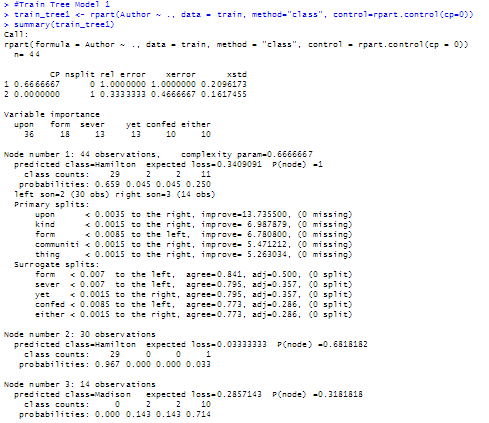 > #Train Tree Model 1
> train_tree1 <- rpart(Author ~ ., data = train, method="class", control=rpart.control(cp=0))
> summary(train_tree1)
Call:
rpart(formula = Author ~ ., data = train, method = "class", control = rpart.control(cp = 0))
n= 44
CP nsplit rel error xerror xstd
1 0.6666667 0 1.0000000 1.0000000 0.2096173
2 0.0000000 1 0.3333333 0.4666667 0.1617455
Variable importance
upon form sever yet confed either
36 18 13 13 10 10
Node number 1: 44 observations, complexity param=0.6666667
predicted class=Hamilton expected loss=0.3409091 P(node) =1
class counts: 29 2 2 11
probabilities: 0.659 0.045 0.045 0.250
left son=2 (30 obs) right son=3 (14 obs)
Primary splits:
upon < 0.0035 to the right, improve=13.735500, (0 missing)
kind < 0.0015 to the right, improve= 6.987879, (0 missing)
form < 0.0085 to the left, improve= 6.780800, (0 missing)
communiti < 0.0015 to the right, improve= 5.471212, (0 missing)
thing < 0.0015 to the right, improve= 5.263034, (0 missing)
Surrogate splits:
form < 0.007 to the left, agree=0.841, adj=0.500, (0 split)
sever < 0.007 to the left, agree=0.795, adj=0.357, (0 split)
yet < 0.0015 to the right, agree=0.795, adj=0.357, (0 split)
confed < 0.0085 to the left, agree=0.773, adj=0.286, (0 split)
either < 0.0015 to the right, agree=0.773, adj=0.286, (0 split)
Node number 2: 30 observations
predicted class=Hamilton expected loss=0.03333333 P(node) =0.6818182
class counts: 29 0 0 1
probabilities: 0.967 0.000 0.000 0.033
Node number 3: 14 observations
predicted class=Madison expected loss=0.2857143 P(node) =0.3181818
class counts: 0 2 2 10
probabilities: 0.000 0.143 0.143 0.714